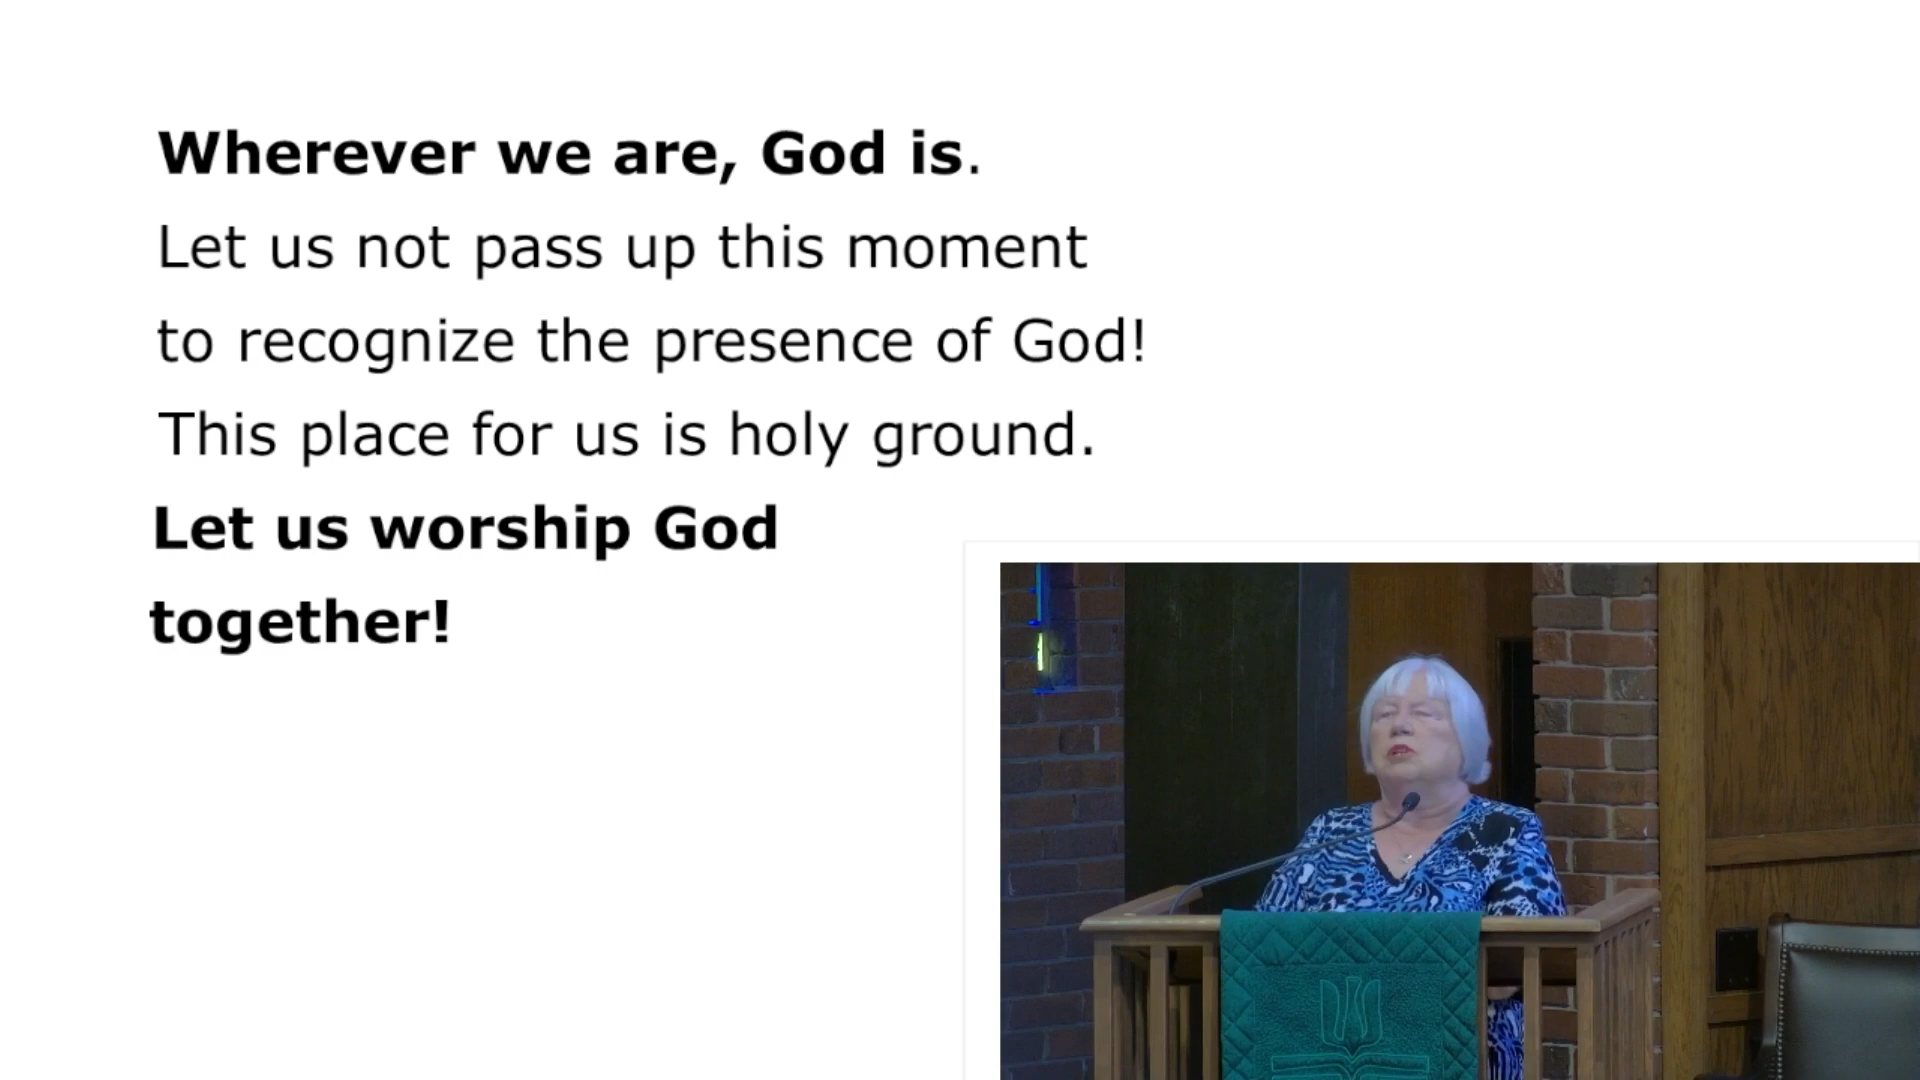 Wherever we are, God is.
Let us not pass up this moment
to recognize the presence of God!
This place for us is holy ground.
Let us worship God
together!